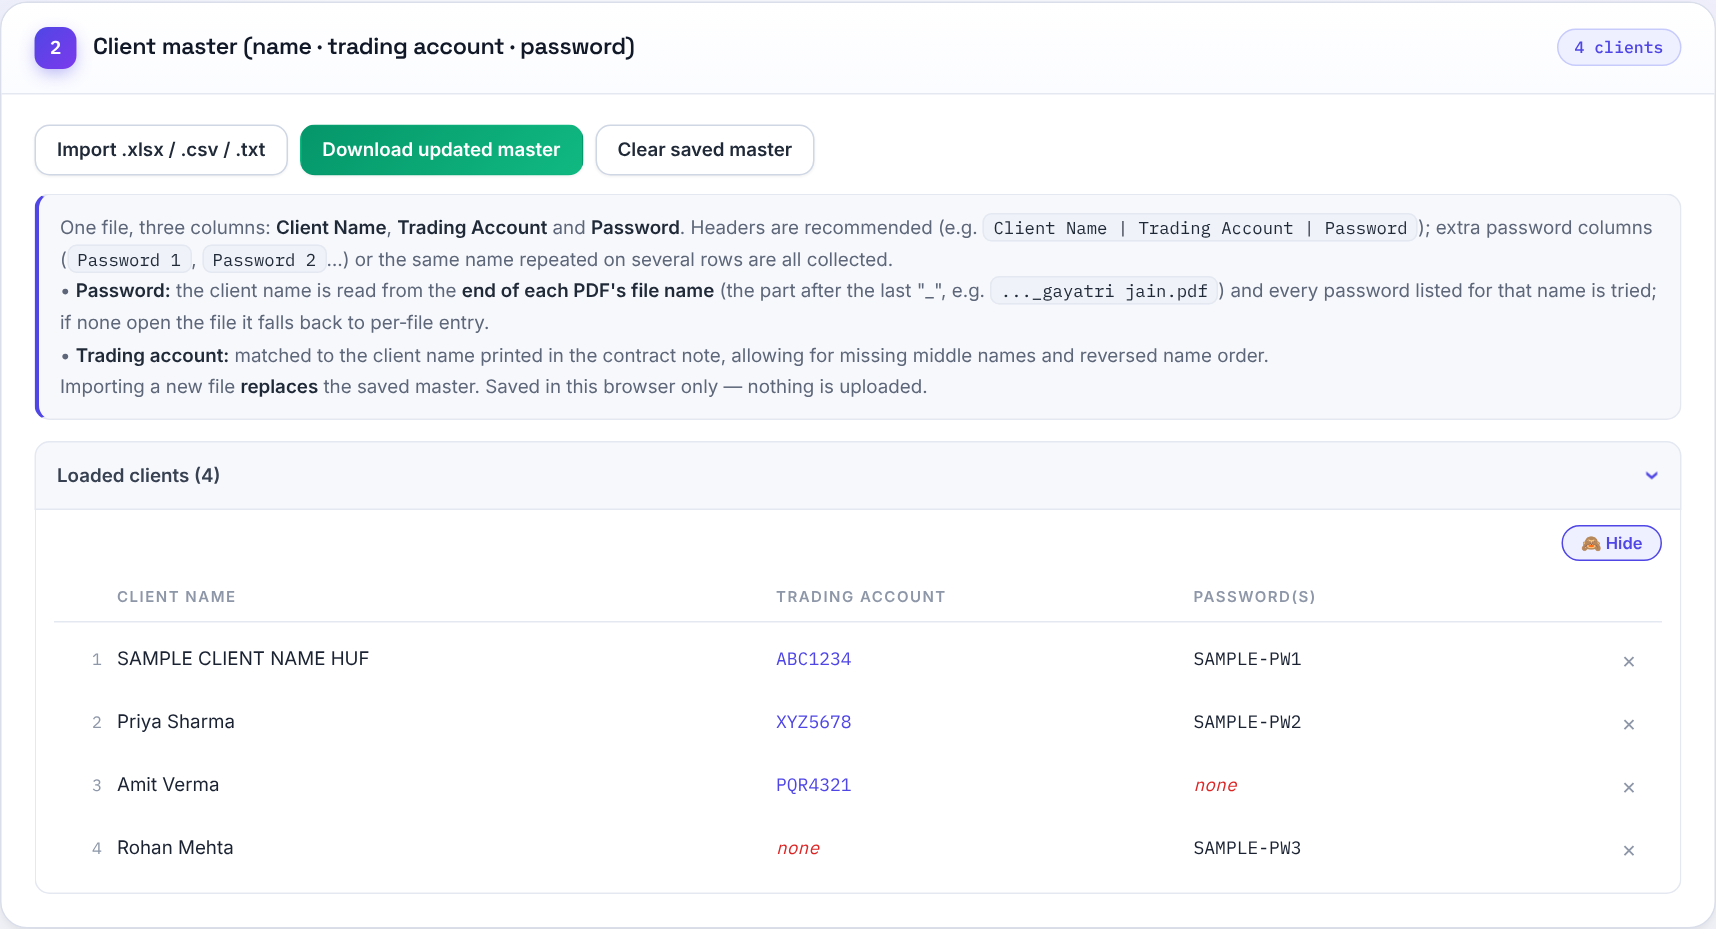 2
Client master (name · trading account · password)
4 clients
Import .xlsx / .csv / .txt
Download updated master
Clear saved master
One file, three columns: Client Name, Trading Account and Password. Headers are recommended (e.g. Client Name | Trading Account | Password); extra password columns
(Password 1, Password 2...) or the same name repeated on several rows are all collected.
• Password: the client name is read from the end of each PDF's file name (the part after the last "_", e.g. ..._gayatri jain.pdf) and every password listed for that name is tried;
if none open the file it falls back to per-file entry.
• Trading account: matched to the client name printed in the contract note, allowing for missing middle names and reversed name order.
Importing a new file replaces the saved master. Saved in this browser only — nothing is uploaded.
Loaded clients (4)
🙈 Hide
CLIENT NAME TRADING ACCOUNT PASSWORD(S)
1 SAMPLE CLIENT NAME HUF ABC1234 SAMPLE-PW1 ×
2 Priya Sharma XYZ5678 SAMPLE-PW2 ×
3 Amit Verma PQR4321 none ×
4 Rohan Mehta none SAMPLE-PW3 ×